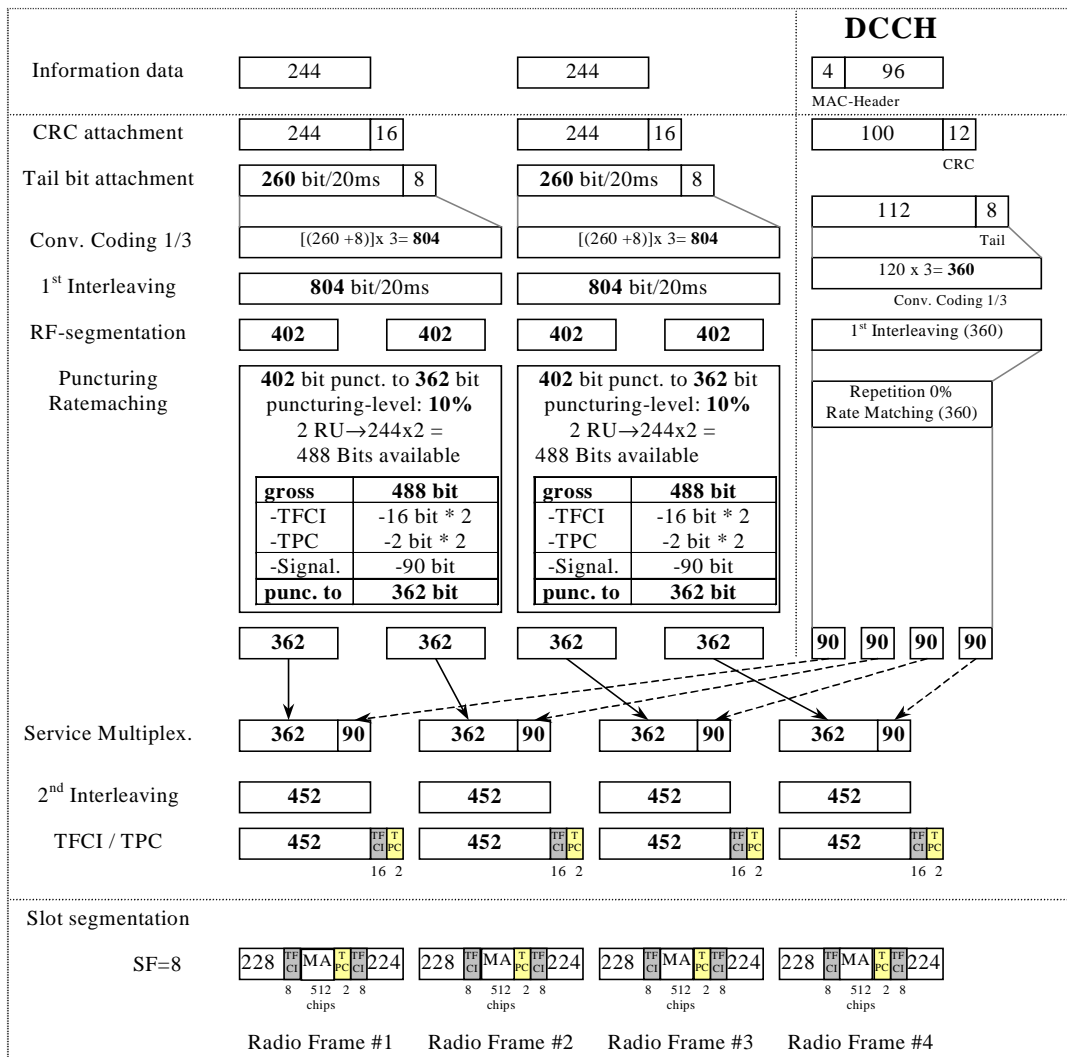 DCCH
Information data 244 244 4 96
MAC-Header
CRC attachment 244 16 244 16 100 12
CRC
Tail bit attachment 260 bit/20ms 8 260 bit/20ms 8
112 8
Tail
Conv. Coding 1/3 [(260 +8)]x 3= 804 [(260 +8)]x 3= 804
120 x 3= 360
Conv. Coding 1/3
1st Interleaving 804 bit/20ms 804 bit/20ms
RF-segmentation 402 402 402 402 1st Interleaving (360)
Puncturing
Ratemaching
402 bit punct. to 362 bit
puncturing-level: 10%
2 RU→244x2 =
488 Bits available
gross 488 bit
-TFCI -16 bit * 2
-TPC -2 bit * 2
-Signal. -90 bit
punc. to 362 bit
402 bit punct. to 362 bit
puncturing-level: 10%
2 RU→244x2 =
488 Bits available
gross 488 bit
-TFCI -16 bit * 2
-TPC -2 bit * 2
-Signal. -90 bit
punc. to 362 bit
Repetition 0%
Rate Matching (360)
362 362 362 362 90 90 90 90
Service Multiplex. 362 90 362 90 362 90 362 90
2nd Interleaving 452 452 452 452
TFCI / TPC 452 TF CI T PC 452 TF CI T PC 452 TF CI T PC 452 TF CI T PC
16 2 16 2 16 2 16 2
Slot segmentation
SF=8 228 TF CI MA T PC TF CI 224 228 TF CI MA T PC TF CI 224 228 TF CI MA T PC TF CI 224 228 TF CI MA T PC TF CI 224
8 512 2 8 8 512 2 8 8 512 2 8 8 512 2 8
chips chips chips chips
Radio Frame #1 Radio Frame #2 Radio Frame #3 Radio Frame #4